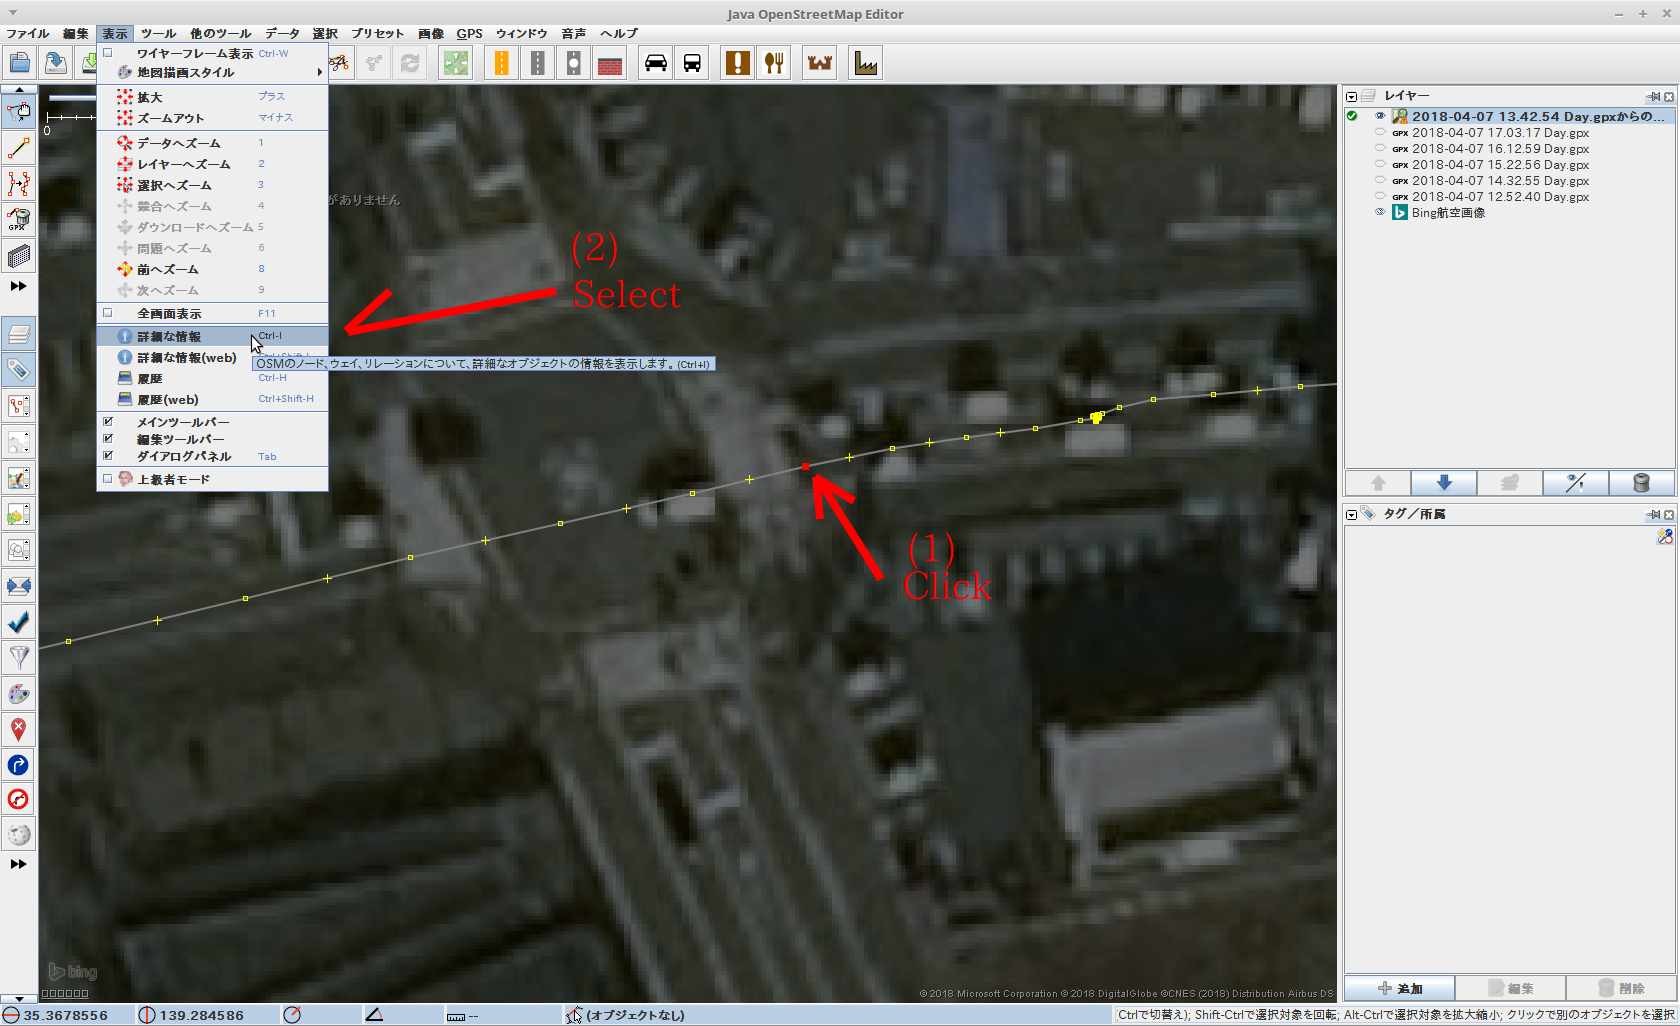 Java OpenStreetMap Editor
ファイル 編集 表示 ツール 他のツール データ 選択 プリセット 画像 GPS ウィンドウ 音声 ヘルプ
ワイヤーフレーム表示 Ctrl-W
地図描画スタイル
拡大 プラス
ズームアウト マイナス
データへズーム 1
レイヤーへズーム 2
選択へズーム 3
競合へズーム 4
ダウンロードへズーム 5
問題へズーム 6
前へズーム 8
次へズーム 9
全画面表示 F11
詳細な情報 Ctrl-I
詳細な情報(web)
OSMのノード、ウェイ、リレーションについて、詳細なオブジェクトの情報を表示します。 (Ctrl+I)
履歴 Ctrl-H
履歴(web) Ctrl+Shift-H
メインツールバー
編集ツールバー
ダイアログパネル Tab
上級者モード
0
がありません
(2)
Select
(1)
Click
GPX
bing
© 2018 Microsoft Corporation © 2018 DigitalGlobe ©CNES (2018) Distribution Airbus DS
レイヤー
2018-04-07 13.42.54 Day.gpxからの...
GPX 2018-04-07 17.03.17 Day.gpx
GPX 2018-04-07 16.12.59 Day.gpx
GPX 2018-04-07 15.22.56 Day.gpx
GPX 2018-04-07 14.32.55 Day.gpx
GPX 2018-04-07 12.52.40 Day.gpx
Bing航空画像
タグ／所属
追加 編集 削除
35.3678556 139.284586 -- (オブジェクトなし) Ctrlで切替え); Shift-Ctrlで選択対象を回転; Alt-Ctrlで選択対象を拡大縮小; クリックで別のオブジェクトを選択